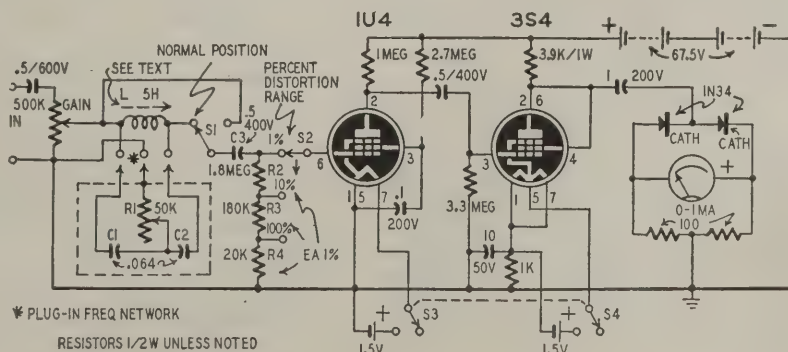 1U4
3S4
+
-
67.5V
NORMAL POSITION
SEE TEXT
PERCENT
DISTORTION
RANGE
1MEG
2.7MEG
.5/400V
3.9K/1W
1
200V
1N34
.5/600V
500K
GAIN
IN
L
5H
S1
.5
400V
C3
1%
S2
2
6
3
1
5
7
2
6
3
4
1
5
7
CATH
CATH
+
0-1MA
100
*
1.8MEG
R2
10%
180K
R3
100%
20K
R4
EA 1%
.1
200V
3.3MEG
10
50V
1K
R1
50K
C1
C2
.064
S3
S4
+
1.5V
+
1.5V
* PLUG-IN FREQ NETWORK
RESISTORS 1/2W UNLESS NOTED